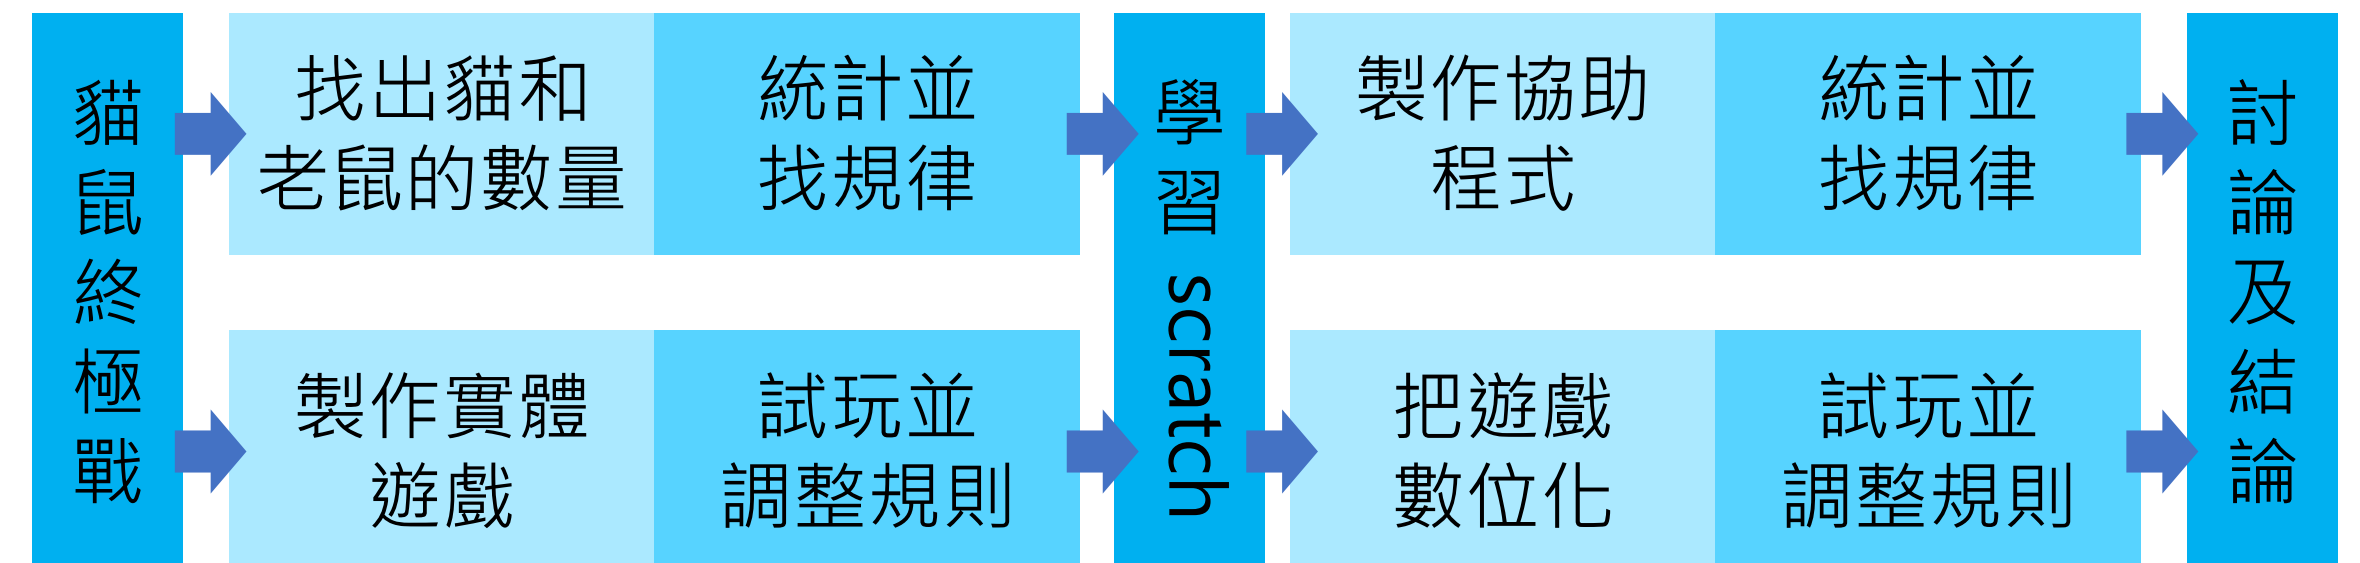 貓鼠終極戰
找出貓和
老鼠的數量
統計並
找規律
製作實體
遊戲
試玩並
調整規則
學習 scratch
製作協助
程式
統計並
找規律
把遊戲
數位化
試玩並
調整規則
討論及結論